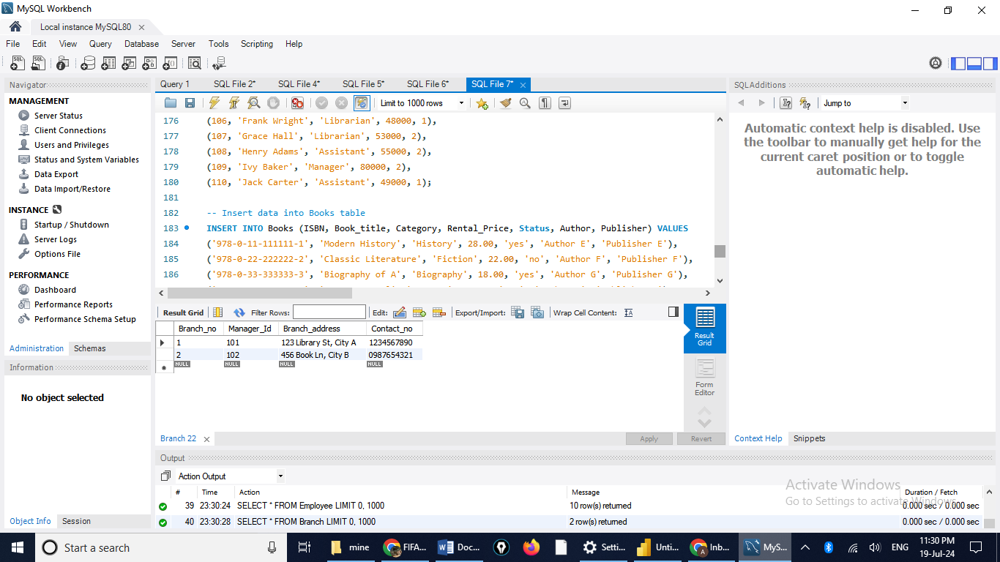 MySQL Workbench
Local instance MySQL80
File Edit View Query Database Server Tools Scripting Help
Navigator
MANAGEMENT
Server Status
Client Connections
Users and Privileges
Status and System Variables
Data Export
Data Import/Restore
INSTANCE
Startup / Shutdown
Server Logs
Options File
PERFORMANCE
Dashboard
Performance Reports
Performance Schema Setup
Administration Schemas
Information
No object selected
Object Info Session
Query 1 SQL File 2* SQL File 4* SQL File 5* SQL File 6* SQL File 7*
Limit to 1000 rows
176 (106, 'Frank Wright', 'Librarian', 48000, 1),
177 (107, 'Grace Hall', 'Librarian', 53000, 2),
178 (108, 'Henry Adams', 'Assistant', 55000, 2),
179 (109, 'Ivy Baker', 'Manager', 80000, 2),
180 (110, 'Jack Carter', 'Assistant', 49000, 1);
181
182 -- Insert data into Books table
183 INSERT INTO Books (ISBN, Book_title, Category, Rental_Price, Status, Author, Publisher) VALUES
184 ('978-0-11-111111-1', 'Modern History', 'History', 28.00, 'yes', 'Author E', 'Publisher E'),
185 ('978-0-22-222222-2', 'Classic Literature', 'Fiction', 22.00, 'no', 'Author F', 'Publisher F'),
186 ('978-0-33-333333-3', 'Biography of A', 'Biography', 18.00, 'yes', 'Author G', 'Publisher G'),
Result Grid Filter Rows: Edit: Export/Import: Wrap Cell Content:
Branch_no Manager_Id Branch_address Contact_no
1 101 123 Library St, City A 1234567890
2 102 456 Book Ln, City B 0987654321
NULL NULL NULL NULL
Result
Grid
Form
Editor
Branch 22 Apply Revert
SQLAdditions
Jump to
Automatic context help is disabled. Use
the toolbar to manually get help for the
current caret position or to toggle
automatic help.
Context Help Snippets
Output
Action Output
# Time Action Message Duration / Fetch
39 23:30:24 SELECT * FROM Employee LIMIT 0, 1000 10 row(s) returned 0.000 sec / 0.000 sec
40 23:30:28 SELECT * FROM Branch LIMIT 0, 1000 2 row(s) returned 0.000 sec / 0.000 sec
Activate Windows
Go to Settings to activate Windows.
Start a search mine FIFA... Doc... Setti... Unti... Inb... MyS... ENG
11:30 PM
19-Jul-24